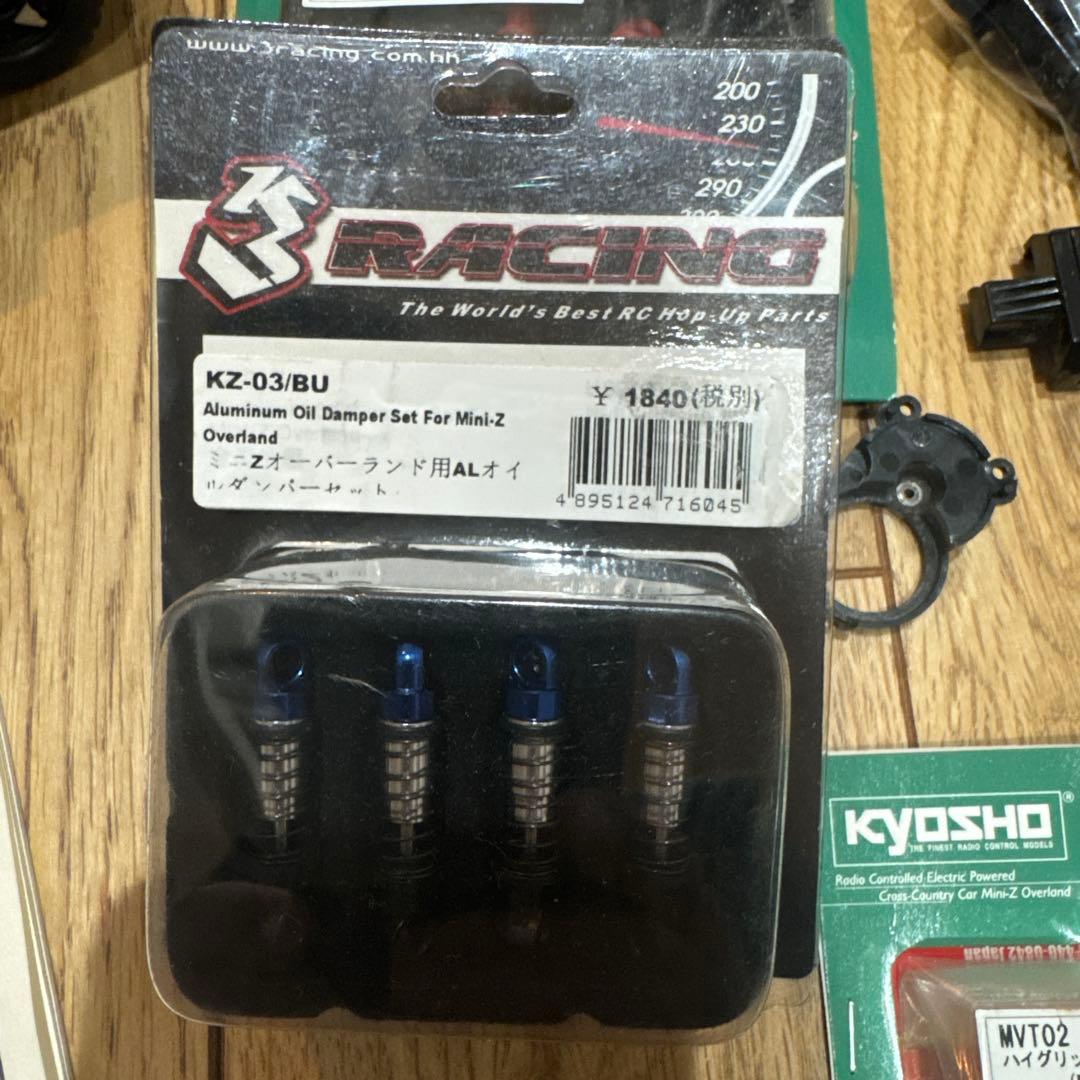 www.3racing.com.hk
200
230
290
3RACING
The World's Best RC Hop-Up Parts
KZ-03/BU
¥ 1840(税別)
Aluminum Oil Damper Set For Mini-Z
Overland
ミニZオーバーランド用ALオイ
ルダンパーセット
4 895124 716045
KYOSHO
THE FINEST RADIO CONTROL MODELS
Radio Controlled Electric Powered
Cross-Country Car Mini-Z Overland
440-0842 Japan
MVT02
ハイグリッ